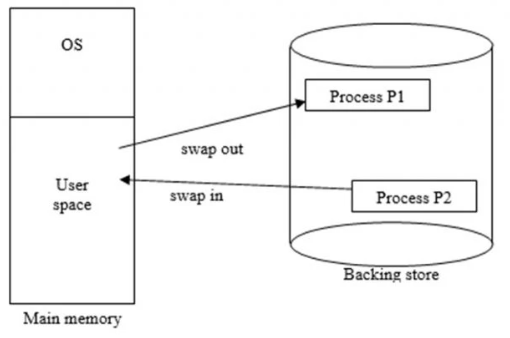 OS
Process P1
swap out
User
space
swap in
Process P2
Backing store
Main memory